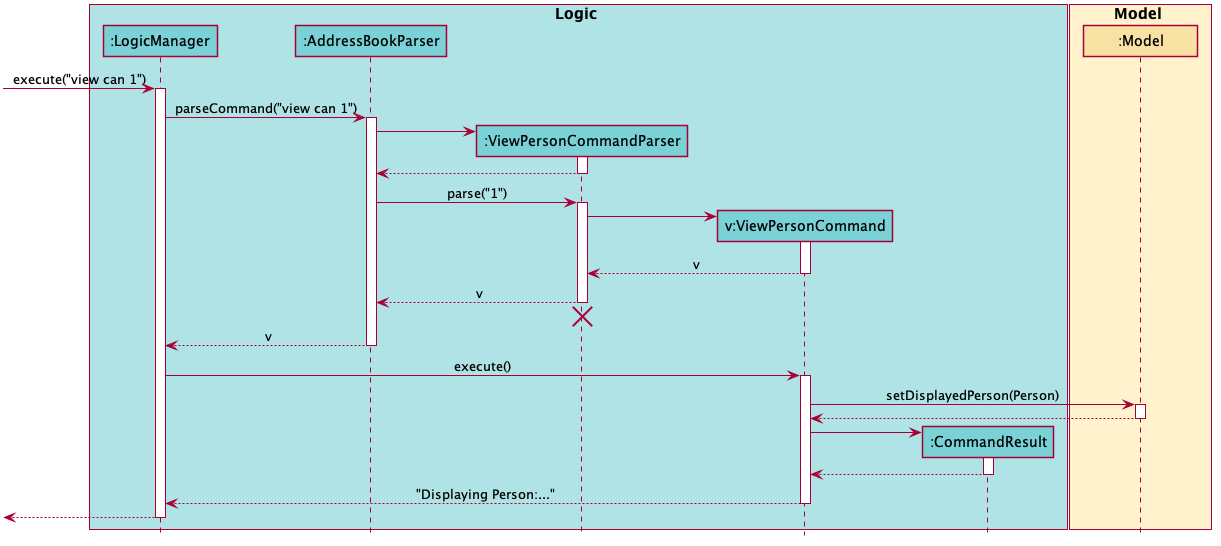 Logic
Model
:LogicManager
:AddressBookParser
:Model
execute("view can 1")
parseCommand("view can 1")
:ViewPersonCommandParser
parse("1")
v:ViewPersonCommand
v
v
v
execute()
setDisplayedPerson(Person)
:CommandResult
"Displaying Person:..."